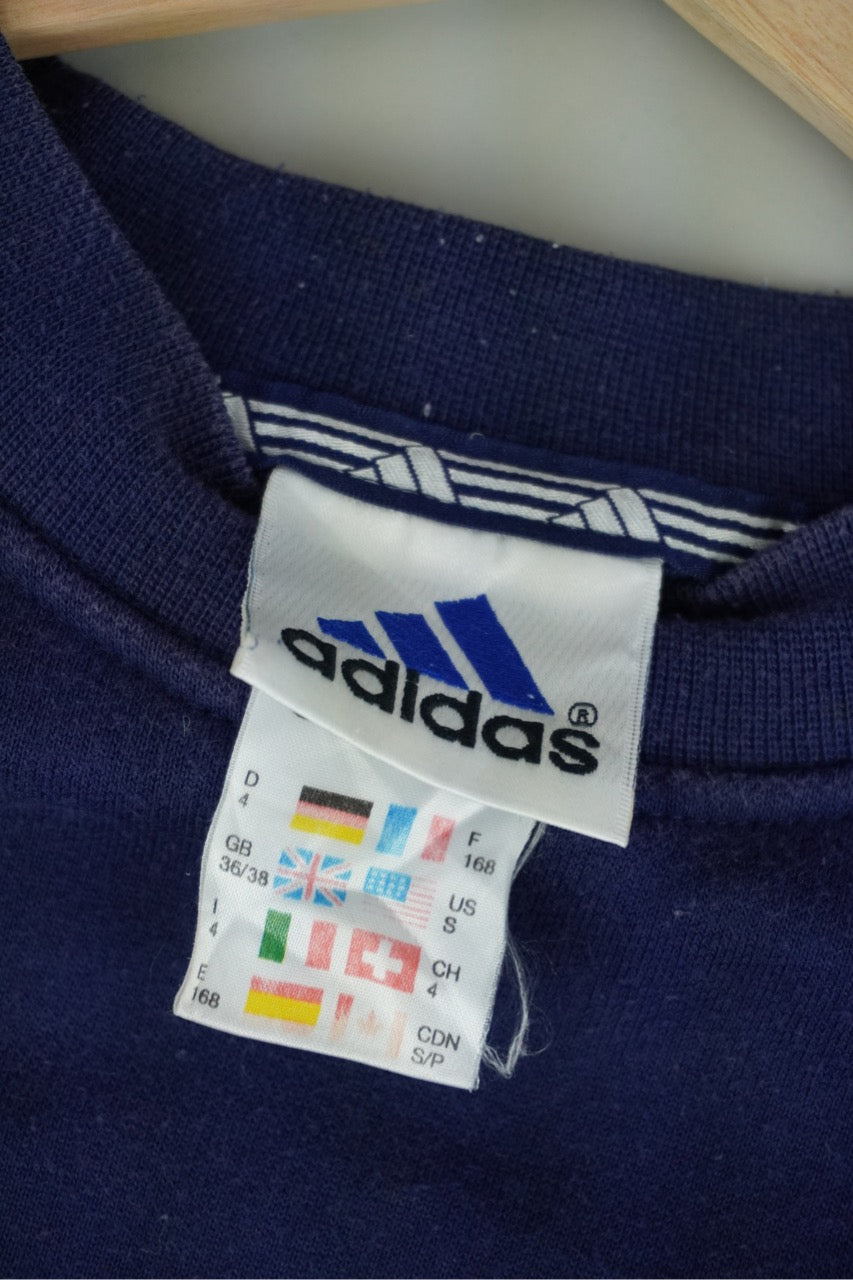 adidas®
D
4
F
168
GB
36/38
US
S
I
4
CH
4
E
168
CDN
S/P